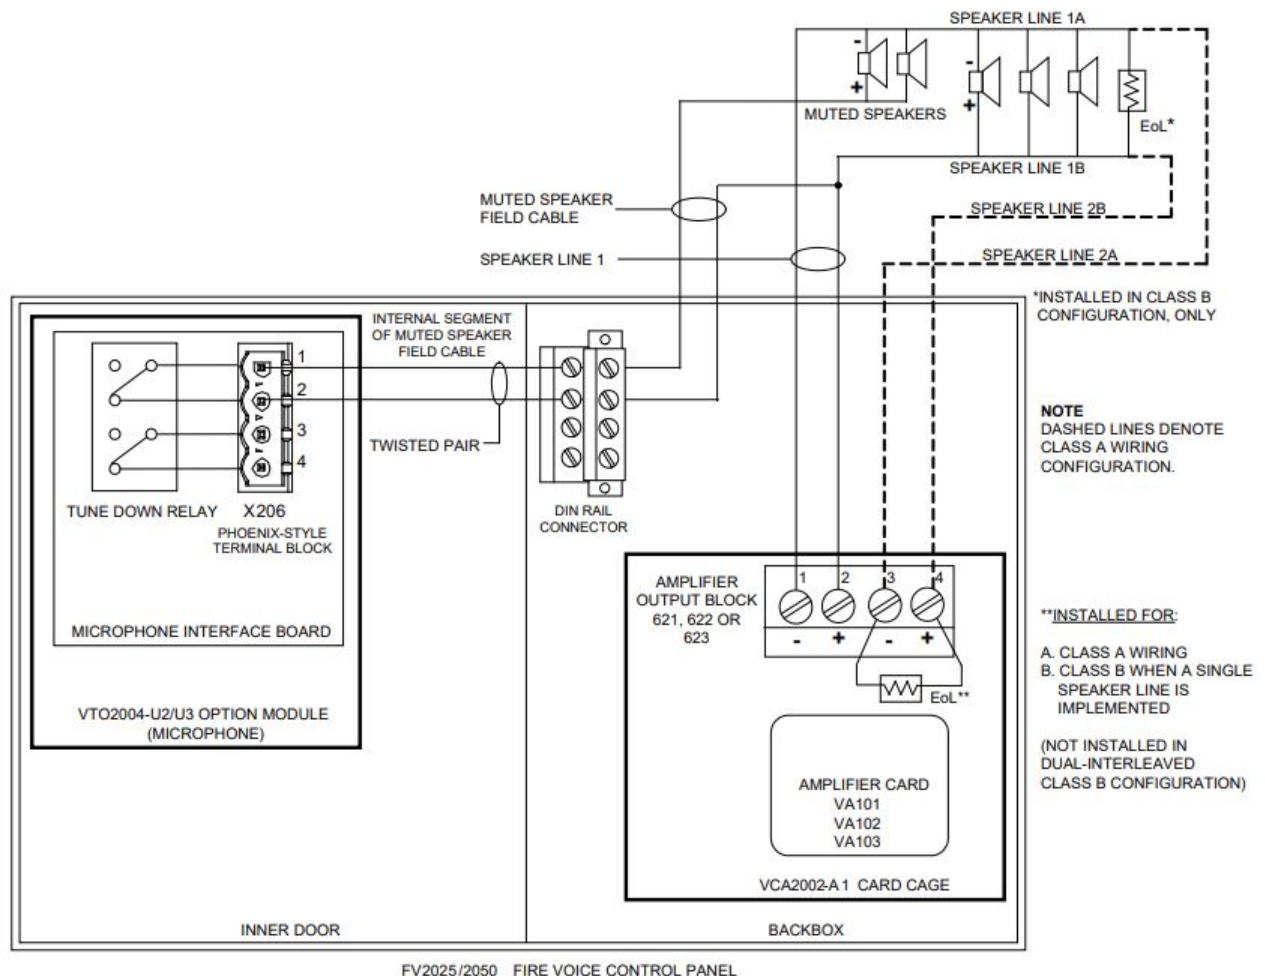 SPEAKER LINE 1A
-
+
MUTED SPEAKERS
-
+
EoL*
SPEAKER LINE 1B
MUTED SPEAKER
FIELD CABLE
SPEAKER LINE 2B
SPEAKER LINE 1
SPEAKER LINE 2A
*INSTALLED IN CLASS B
CONFIGURATION, ONLY
INTERNAL SEGMENT
OF MUTED SPEAKER
FIELD CABLE
1
2
3
4
TWISTED PAIR
NOTE
DASHED LINES DENOTE
CLASS A WIRING
CONFIGURATION.
TUNE DOWN RELAY
X206
PHOENIX-STYLE
TERMINAL BLOCK
DIN RAIL
CONNECTOR
MICROPHONE INTERFACE BOARD
VTO2004-U2/U3 OPTION MODULE
(MICROPHONE)
AMPLIFIER
OUTPUT BLOCK
621, 622 OR
623
1 2 3 4
- + - +
EoL**
**INSTALLED FOR:
A. CLASS A WIRING
B. CLASS B WHEN A SINGLE
SPEAKER LINE IS
IMPLEMENTED
(NOT INSTALLED IN
DUAL-INTERLEAVED
CLASS B CONFIGURATION)
AMPLIFIER CARD
VA101
VA102
VA103
VCA2002-A1 CARD CAGE
INNER DOOR
BACKBOX
FV2025/2050 FIRE VOICE CONTROL PANEL